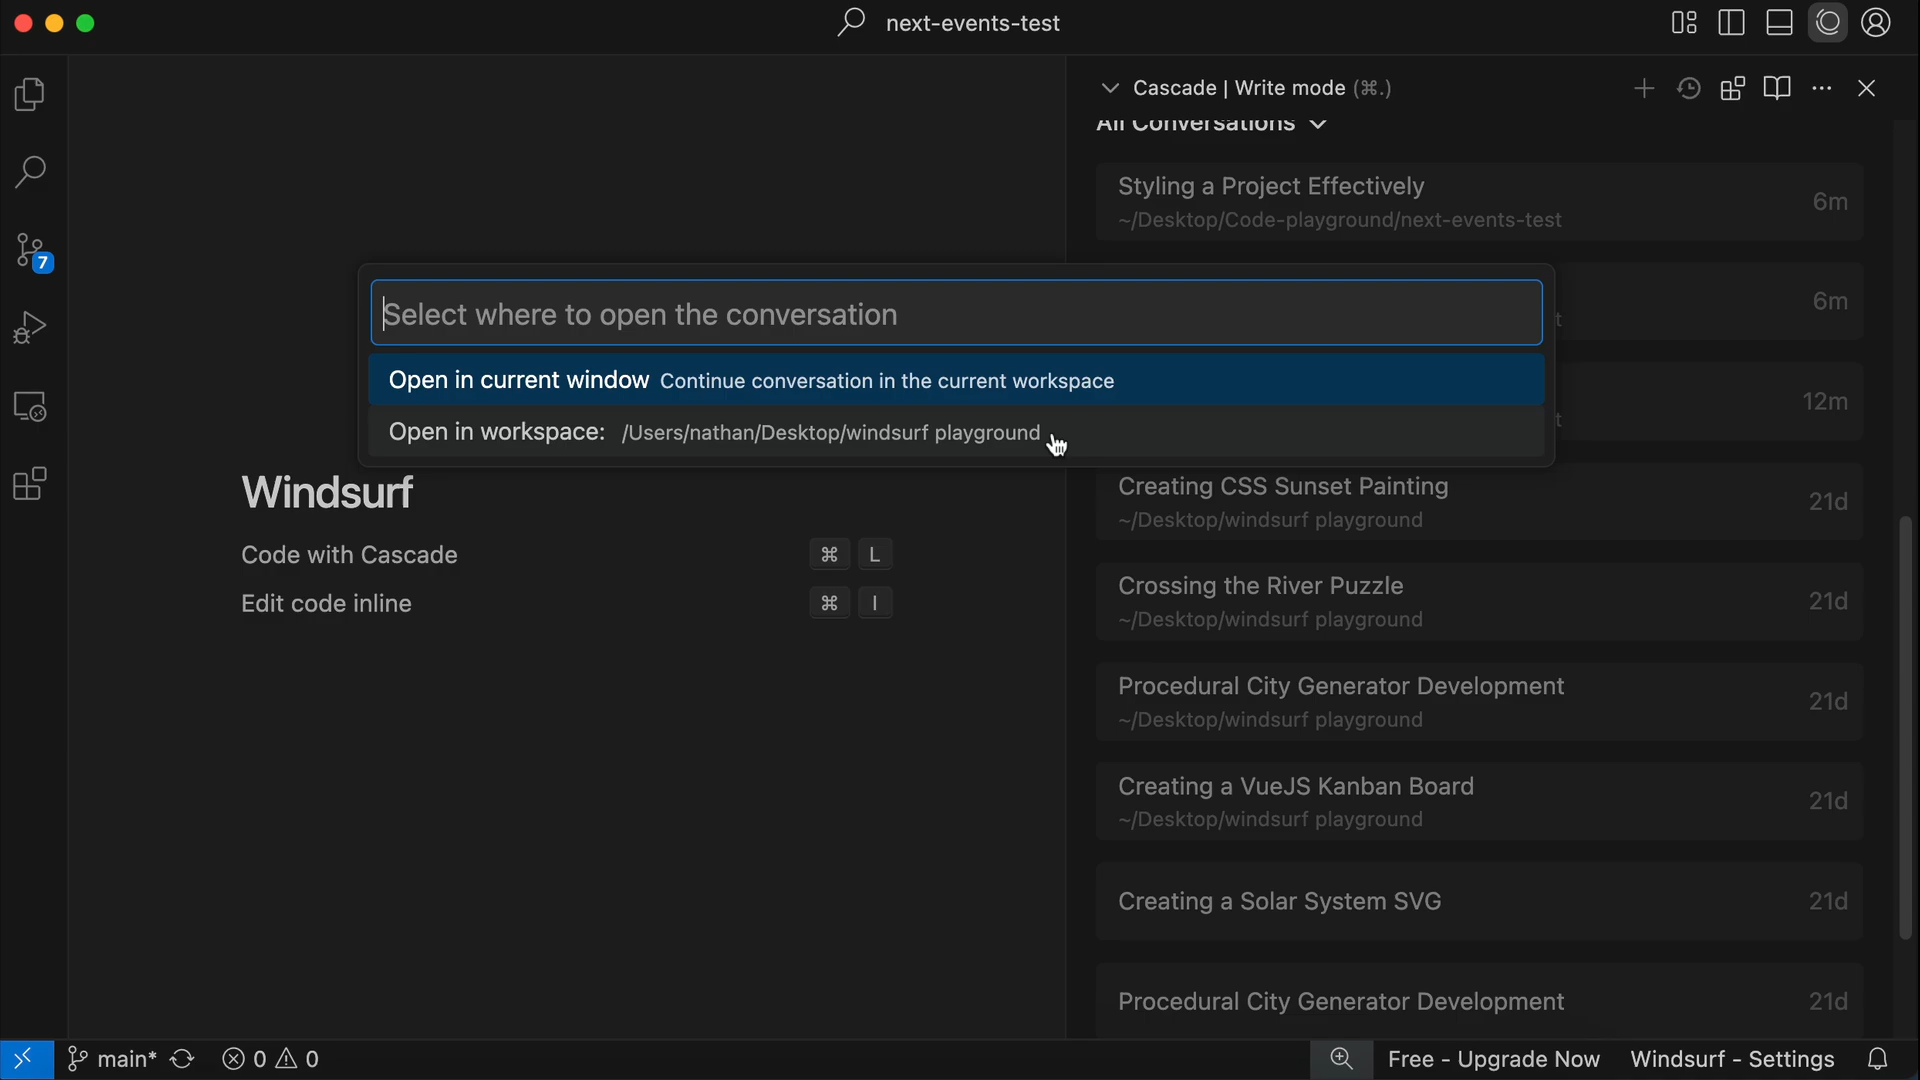 next-events-test
Cascade | Write mode (⌘.)
All Conversations
Styling a Project Effectively
6m
~/Desktop/Code-playground/next-events-test
7
6m
t
Select where to open the conversation
Open in current window Continue conversation in the current workspace
12m
t
Open in workspace: /Users/nathan/Desktop/windsurf playground
Windsurf
Code with Cascade ⌘ L
Edit code inline ⌘ I
Creating CSS Sunset Painting
21d
~/Desktop/windsurf playground
Crossing the River Puzzle
21d
~/Desktop/windsurf playground
Procedural City Generator Development
21d
~/Desktop/windsurf playground
Creating a VueJS Kanban Board
21d
~/Desktop/windsurf playground
Creating a Solar System SVG 21d
Procedural City Generator Development 21d
main* 0 0 Free - Upgrade Now Windsurf - Settings